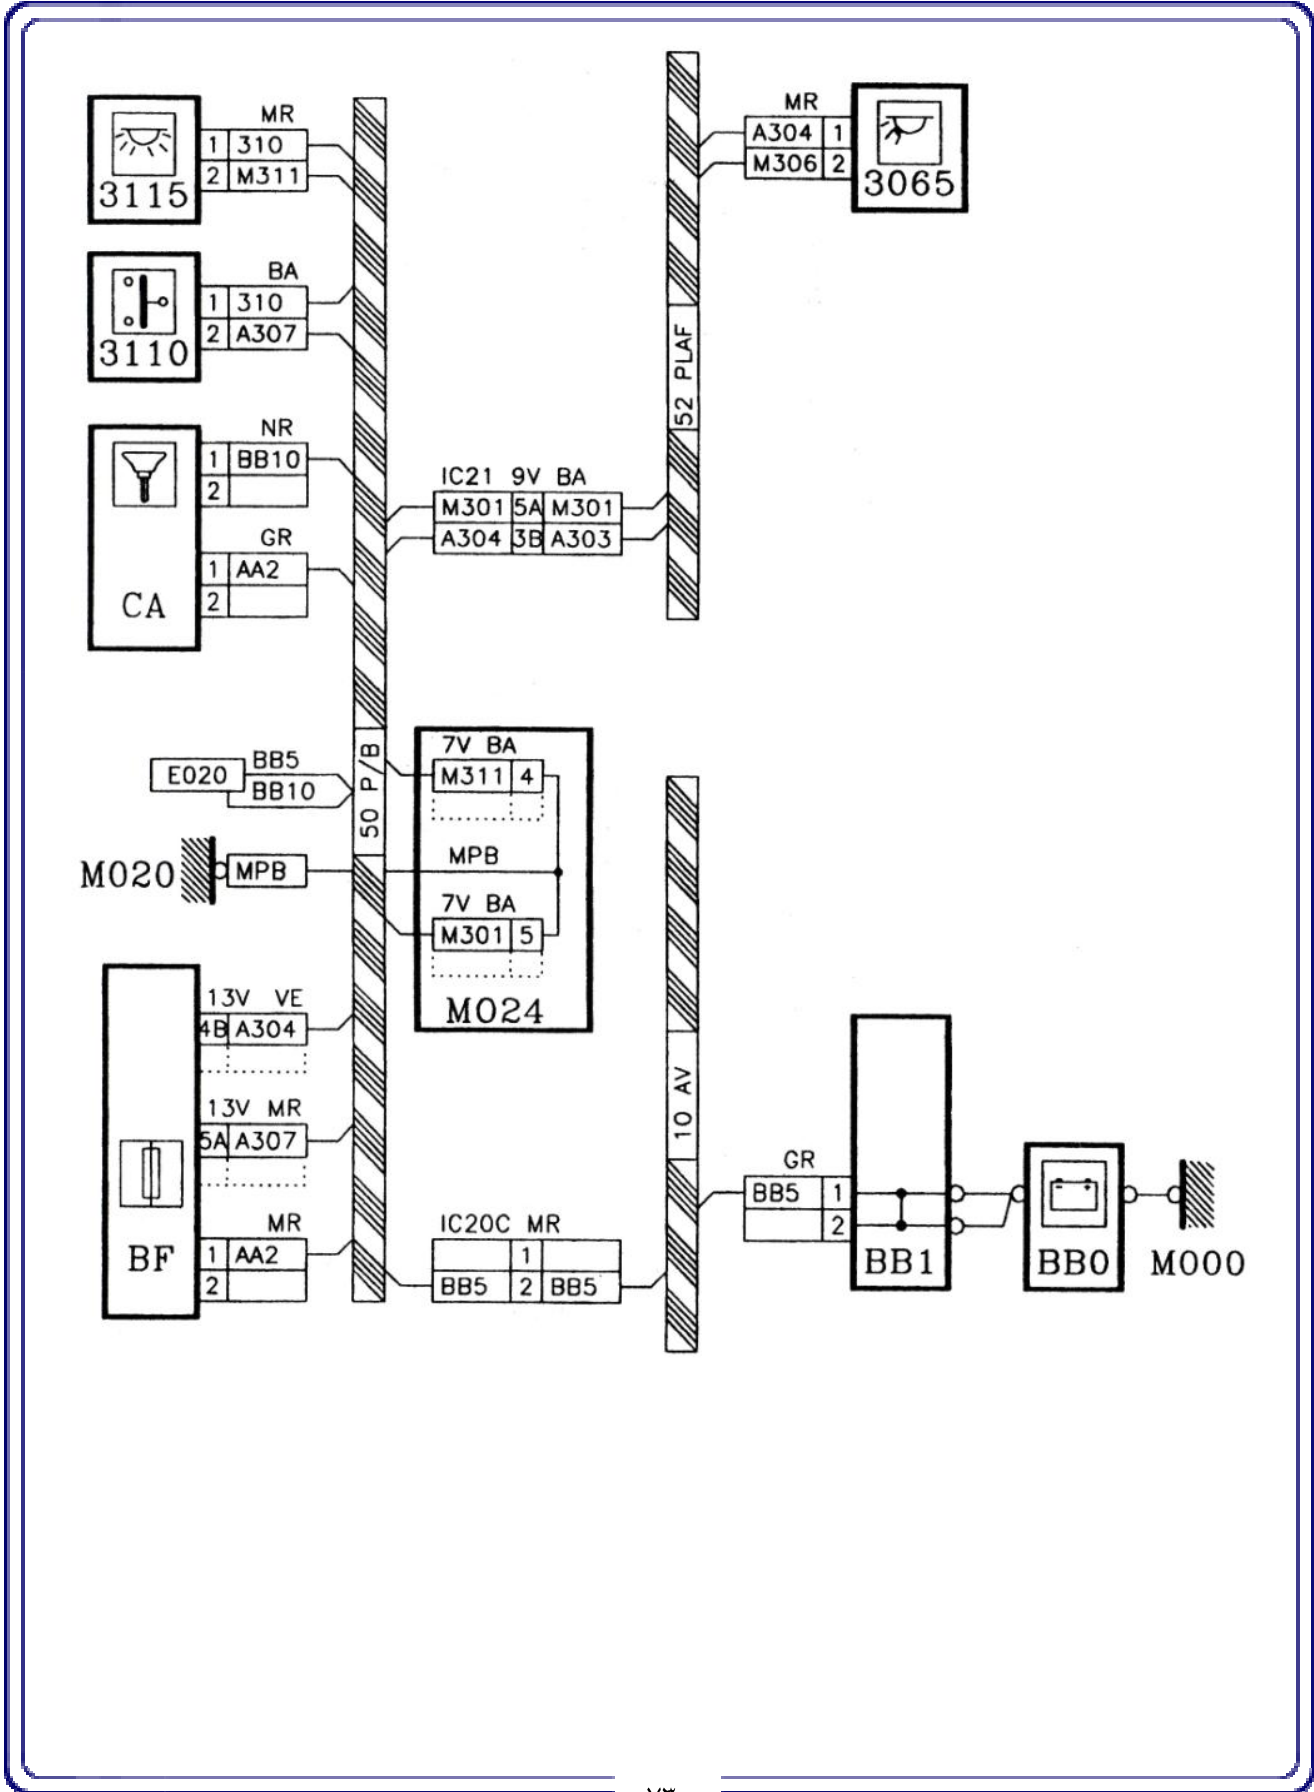 MR
1 310
2 M311
3115
BA
1 310
2 A307
3110
NR
1 BB10
2
GR
1 AA2
2
CA
E020
BB5
BB10
M020
MPB
13V VE
4B A304
13V MR
5A A307
MR
1 AA2
2
BF
50 P/B
IC21 9V BA
M301 5A M301
A304 3B A303
7V BA
M311 4
MPB
7V BA
M301 5
M024
IC20C MR
1
BB5 2 BB5
52 PLAF
10 AV
MR
A304 1
M306 2
3065
GR
BB5 1
2
BB1
BB0
M000